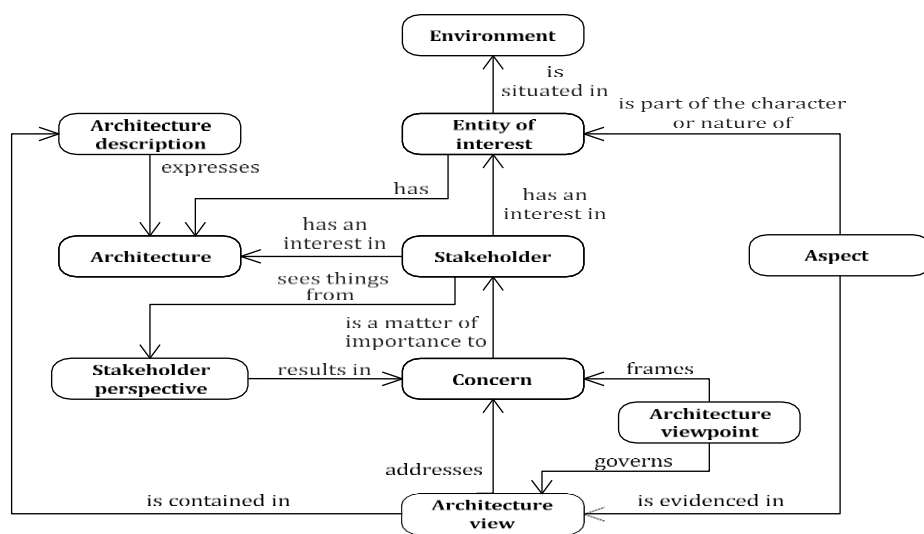 Environment
is
situated in
is part of the character
or nature of
Architecture
description
Entity of
interest
expresses
has
has an
interest in
has an
interest in
Architecture
Stakeholder
Aspect
sees things
from
is a matter of
importance to
Stakeholder
perspective
results in
Concern
frames
Architecture
viewpoint
addresses
governs
is contained in
Architecture
view
is evidenced in